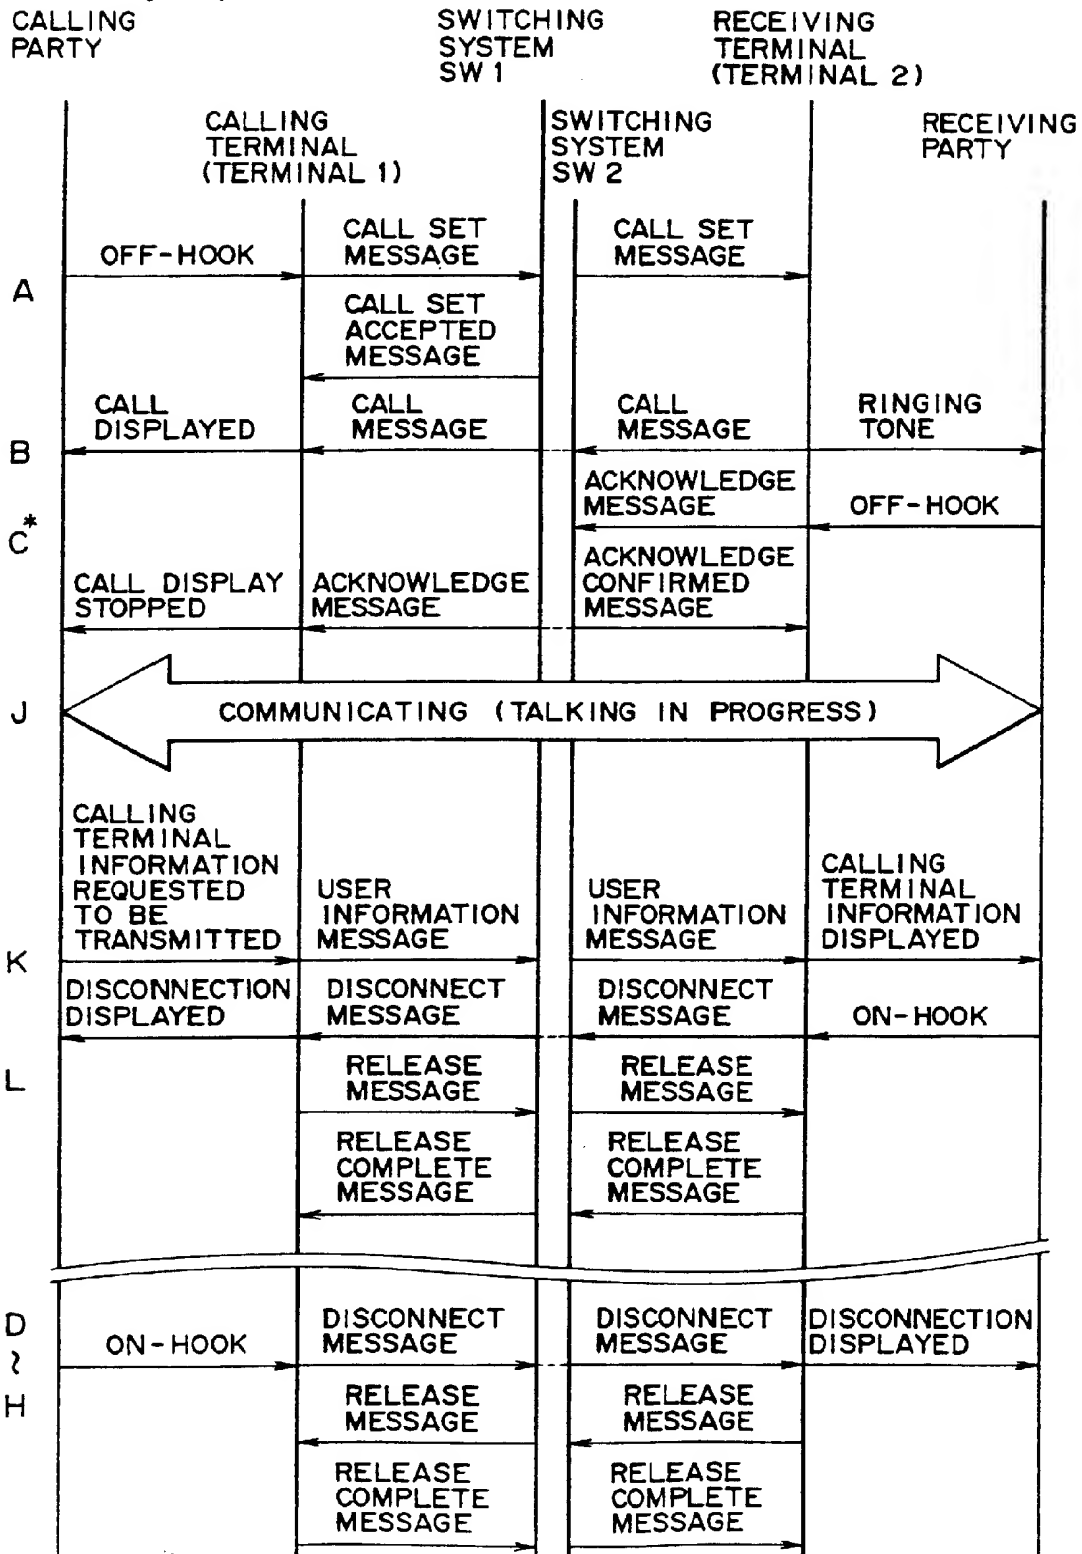 CALLING
PARTY
SWITCHING
SYSTEM
SW 1
RECEIVING
TERMINAL
(TERMINAL 2)
CALLING
TERMINAL
(TERMINAL 1)
SWITCHING
SYSTEM
SW 2
RECEIVING
PARTY
A
OFF-HOOK
CALL SET
MESSAGE
CALL SET
MESSAGE
CALL SET
ACCEPTED
MESSAGE
B
CALL
DISPLAYED
CALL
MESSAGE
CALL
MESSAGE
RINGING
TONE
C*
ACKNOWLEDGE
MESSAGE
OFF-HOOK
CALL DISPLAY
STOPPED
ACKNOWLEDGE
MESSAGE
ACKNOWLEDGE
CONFIRMED
MESSAGE
J
COMMUNICATING (TALKING IN PROGRESS)
CALLING
TERMINAL
INFORMATION
REQUESTED
TO BE
TRANSMITTED
USER
INFORMATION
MESSAGE
USER
INFORMATION
MESSAGE
CALLING
TERMINAL
INFORMATION
DISPLAYED
K
DISCONNECTION
DISPLAYED
DISCONNECT
MESSAGE
DISCONNECT
MESSAGE
ON-HOOK
L
RELEASE
MESSAGE
RELEASE
MESSAGE
RELEASE
COMPLETE
MESSAGE
RELEASE
COMPLETE
MESSAGE
D
~
H
ON-HOOK
DISCONNECT
MESSAGE
DISCONNECT
MESSAGE
DISCONNECTION
DISPLAYED
RELEASE
MESSAGE
RELEASE
MESSAGE
RELEASE
COMPLETE
MESSAGE
RELEASE
COMPLETE
MESSAGE